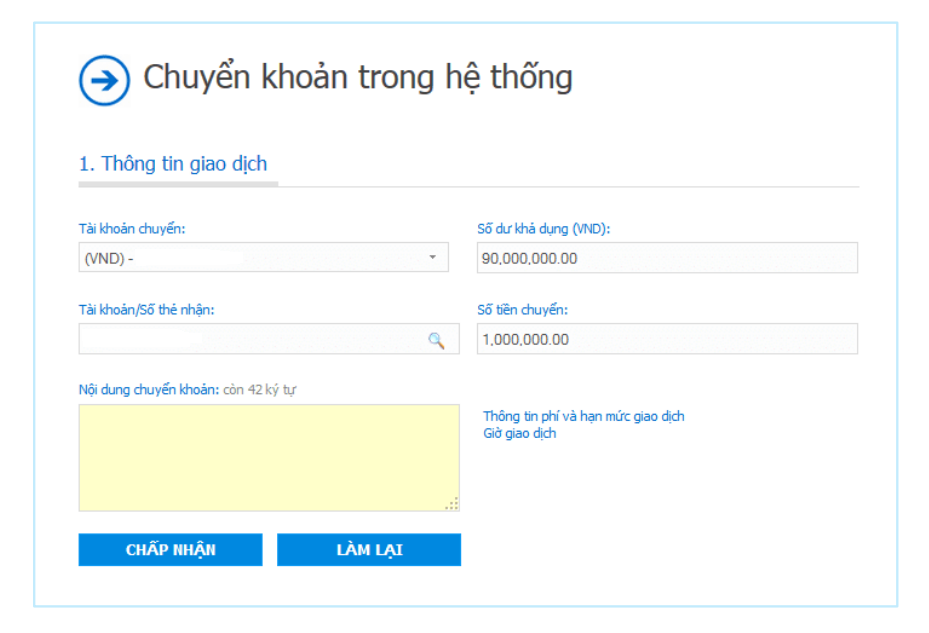 Chuyển khoản trong hệ thống
1. Thông tin giao dịch
Tài khoản chuyển:
Số dư khả dụng (VND):
(VND) -
90,000,000.00
Tài khoản/Số thẻ nhận:
Số tiền chuyển:
1,000,000.00
Nội dung chuyển khoản: còn 42 ký tự
Thông tin phí và hạn mức giao dịch
Giờ giao dịch
CHẤP NHẬN
LÀM LẠI